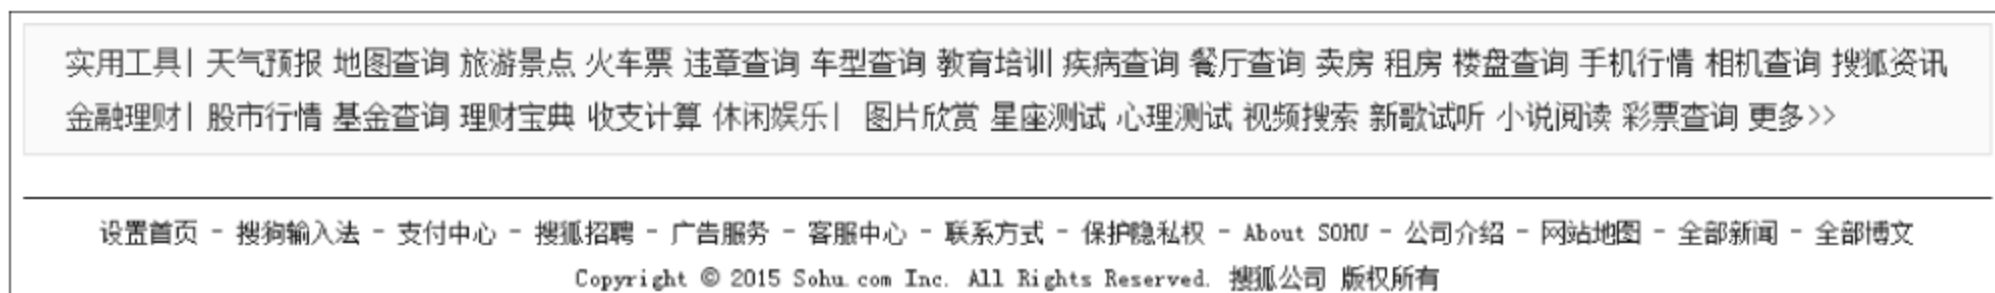 实用工具| 天气预报 地图查询 旅游景点 火车票 违章查询 车型查询 教育培训| 疾病查询 餐厅查询 卖房 租房 楼盘查询 手机行情 相机查询 搜狐资讯
金融理财| 股市行情 基金查询 理财宝典 收支计算 休闲娱乐| 图片欣赏 星座测试 心理测试 视频搜索 新歌试听 小说阅读 彩票查询 更多>>
设置首页 - 搜狗输入法 - 支付中心 - 搜狐招聘 - 广告服务 - 客服中心 - 联系方式 - 保护隐私权 - About SOHU - 公司介绍 - 网站地图 - 全部新闻 - 全部博文
Copyright © 2015 Sohu.com Inc. All Rights Reserved. 搜狐公司 版权所有